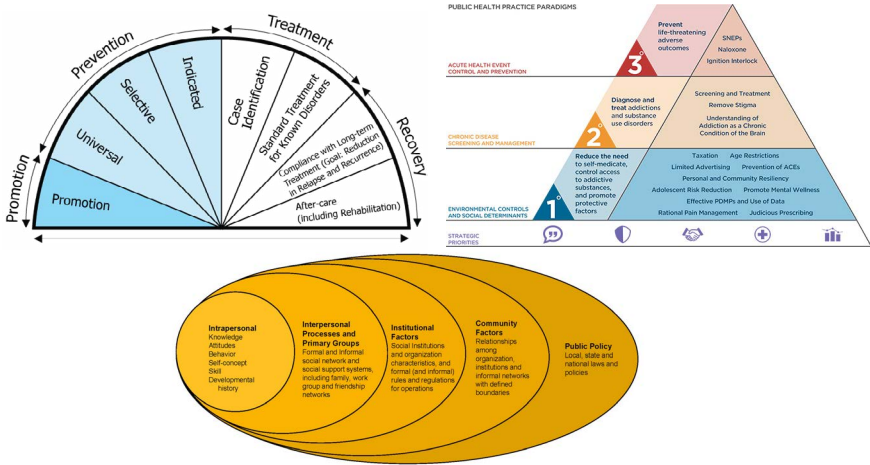 Promotion
Prevention
Treatment
Recovery
Promotion
Universal
Selective
Indicated
Case
Identification
Standard Treatment
for Known Disorders
Compliance with Long-term
Treatment (Goal: Reduction
in Relapse and Recurrence)
After-care
(including Rehabilitation)
PUBLIC HEALTH PRACTICE PARADIGMS
ACUTE HEALTH EVENT
CONTROL AND PREVENTION
3°
Prevent
life-threatening
adverse
outcomes
SNEPs
Naloxone
Ignition Interlock
CHRONIC DISEASE
SCREENING AND MANAGEMENT
2°
Diagnose and
treat addictions
and substance
use disorders
Screening and Treatment
Remove Stigma
Understanding of
Addiction as a Chronic
Condition of the Brain
ENVIRONMENTAL CONTROLS
AND SOCIAL DETERMINANTS
1°
Reduce the need
to self-medicate,
control access
to addictive
substances,
and promote
protective
factors
Taxation Age Restrictions
Limited Advertising Prevention of ACEs
Personal and Community Resiliency
Adolescent Risk Reduction Promote Mental Wellness
Effective PDMPs and Use of Data
Rational Pain Management Judicious Prescribing
STRATEGIC
PRIORITIES
Intrapersonal
Knowledge
Attitudes
Behavior
Self-concept
Skill
Developmental
history
Interpersonal
Processes and
Primary Groups
Formal and informal
social network and
social support systems,
including family, work
group and friendship
networks
Institutional
Factors
Social Institutions
and organization
characteristics, and
formal (and informal)
rules and regulations
for operations
Community
Factors
Relationships
among
organization,
institutions and
informal networks
with defined
boundaries
Public Policy
Local, state and
national laws and
policies